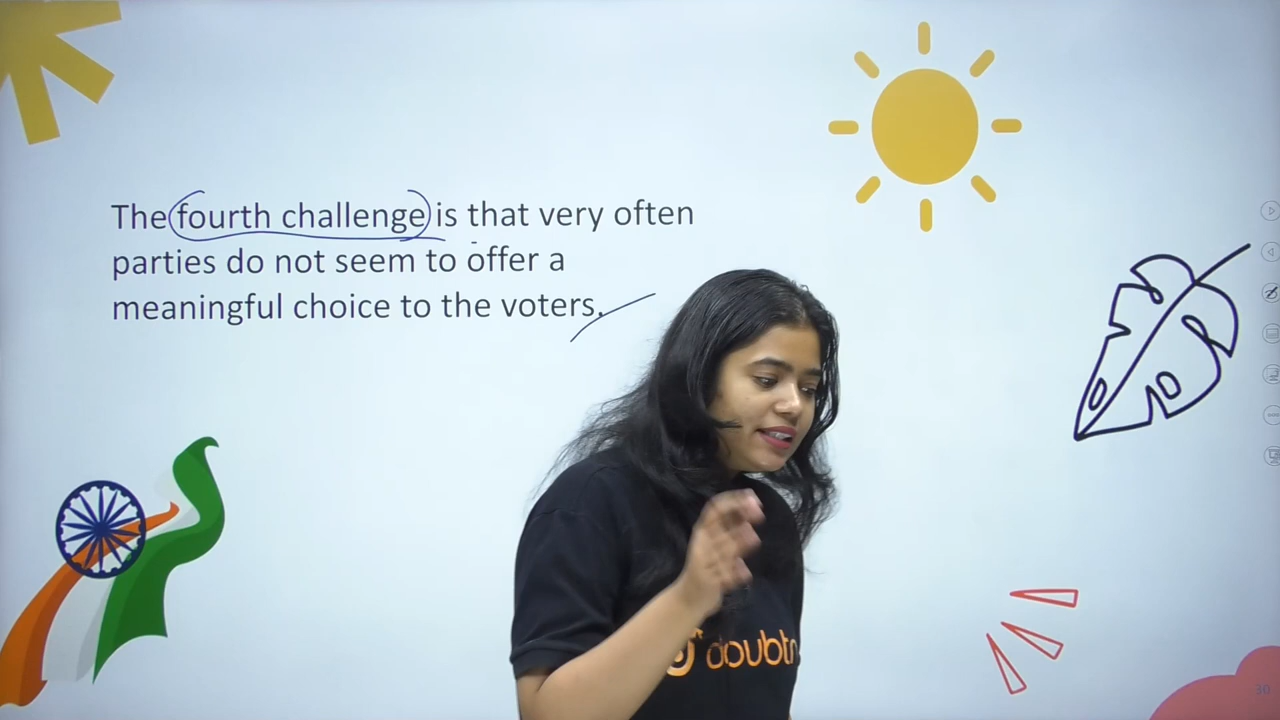 The fourth challenge is that very often
parties do not seem to offer a
meaningful choice to the voters.
doubtn
30